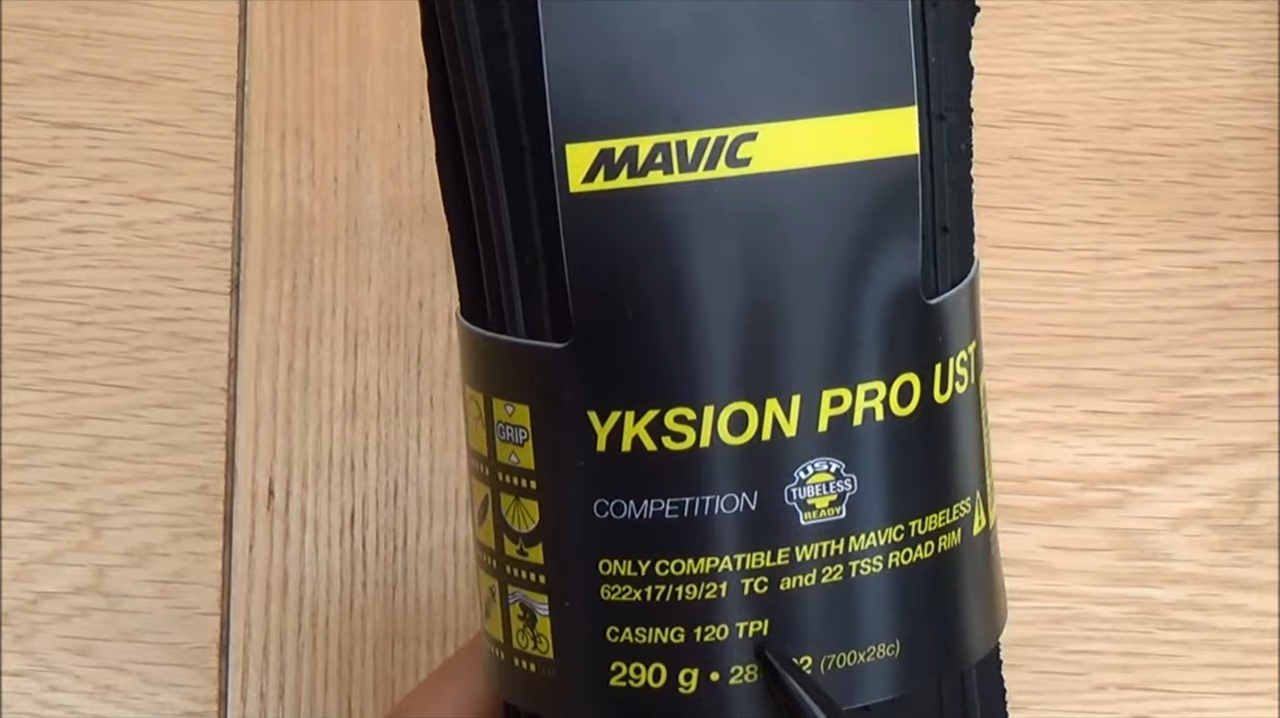 MAVIC
YKSION PRO UST
GRIP
COMPETITION
UST
TUBELESS
READY
ONLY COMPATIBLE WITH MAVIC TUBELESS
622x17/19/21 TC and 22 TSS ROAD RIM
CASING 120 TPI
290 g • 28 (700x28c)